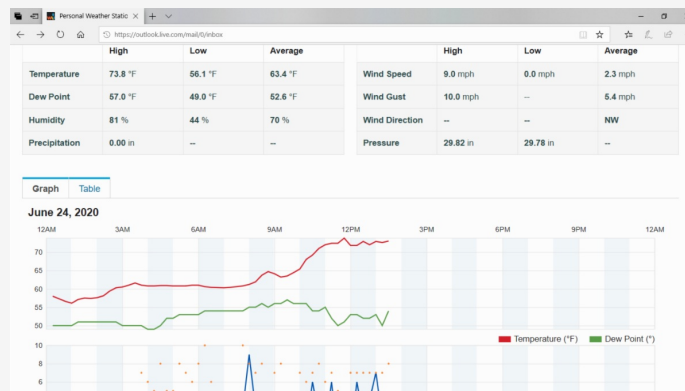 Personal Weather Static
https://outlook.live.com/mail/0/inbox
High Low Average
Temperature 73.8 °F 56.1 °F 63.4 °F
Dew Point 57.0 °F 49.0 °F 52.6 °F
Humidity 81 % 44 % 70 %
Precipitation 0.00 in -- --
High Low Average
Wind Speed 9.0 mph 0.0 mph 2.3 mph
Wind Gust 10.0 mph -- 5.4 mph
Wind Direction -- -- NW
Pressure 29.82 in 29.78 in --
Graph Table
June 24, 2020
12AM 3AM 6AM 9AM 12PM 3PM 6PM 9PM 12AM
70
65
60
55
50
Temperature (°F) Dew Point (°)
10
8
6